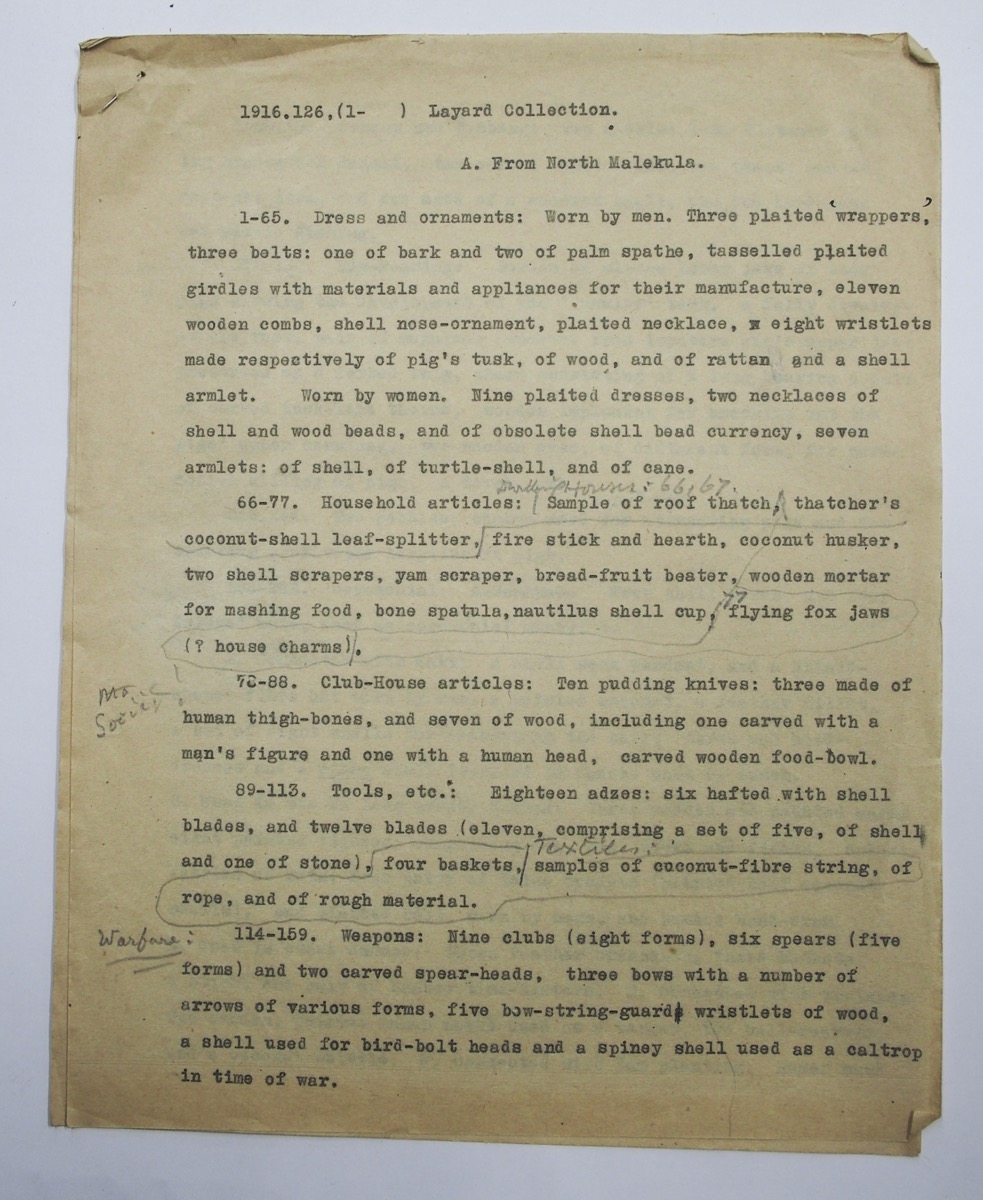 1916.126,(1-    ) Layard Collection.
A. From North Malekula.
1-65. Dress and ornaments: Worn by men. Three plaited wrappers,
three belts: one of bark and two of palm spathe, tasselled plaited
girdles with materials and appliances for their manufacture, eleven
wooden combs, shell nose-ornament, plaited necklace, x eight wristlets
made respectively of pig's tusk, of wood, and of rattan and a shell
armlet. Worn by women. Nine plaited dresses, two necklaces of
shell and wood beads, and of obsolete shell bead currency, seven
armlets: of shell, of turtle-shell, and of cane.
Dwelling Houses: 66, 67.
66-77. Household articles: Sample of roof thatch, thatcher's
coconut-shell leaf-splitter, fire stick and hearth, coconut husker,
two shell scrapers, yam scraper, bread-fruit beater, wooden mortar
77
for mashing food, bone spatula,nautilus shell cup, flying fox jaws
(? house charms).
78-88. Club-House articles: Ten pudding knives: three made of
human thigh-bones, and seven of wood, including one carved with a
man's figure and one with a human head, carved wooden food-bowl.
89-113. Tools, etc.: Eighteen adzes: six hafted with shell
blades, and twelve blades (eleven, comprising a set of five, of shell
Textiles:
and one of stone), four baskets, samples of cuconut-fibre string, of
rope, and of rough material.
Warfare:
114-159. Weapons: Nine clubs (eight forms), six spears (five
forms) and two carved spear-heads, three bows with a number of
arrows of various forms, five bow-string-guard wristlets of wood,
a shell used for bird-bolt heads and a spiney shell used as a caltrop
in time of war.